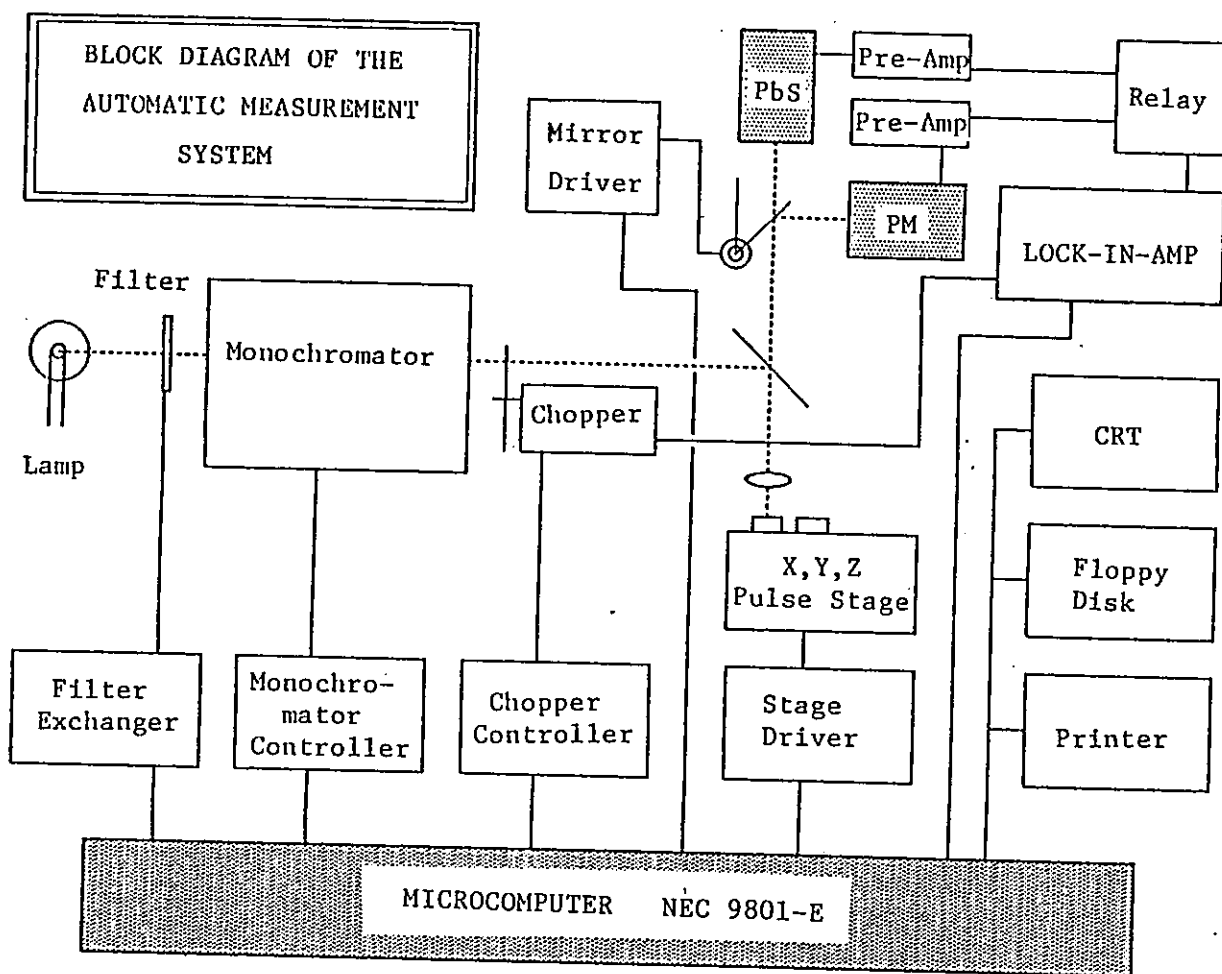 BLOCK DIAGRAM OF THE
AUTOMATIC MEASUREMENT
SYSTEM
PbS
Pre-Amp
Pre-Amp
Relay
Mirror
Driver
PM
LOCK-IN-AMP
Filter
Monochromator
Chopper
Lamp
CRT
X,Y,Z
Pulse Stage
Floppy
Disk
Filter
Exchanger
Monochro-
mator
Controller
Chopper
Controller
Stage
Driver
Printer
MICROCOMPUTER NEC 9801-E